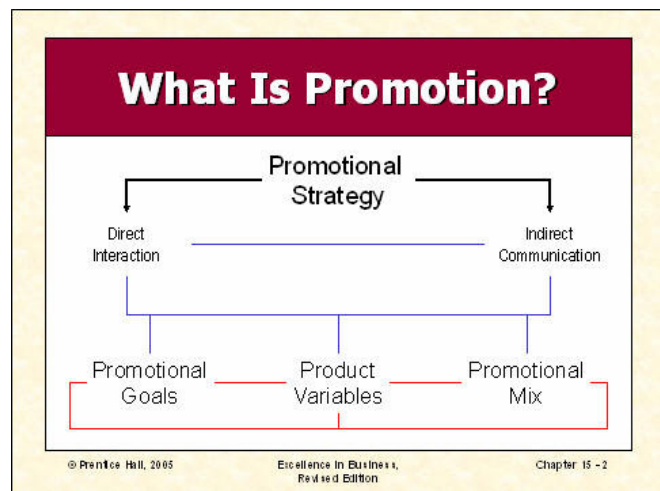 What Is Promotion?
Promotional
Strategy
Direct
Interaction
Indirect
Communication
Promotional
Goals
Product
Variables
Promotional
Mix
© Prentice Hall, 2005
Excellence in Business,
Revised Edition
Chapter 15 - 2